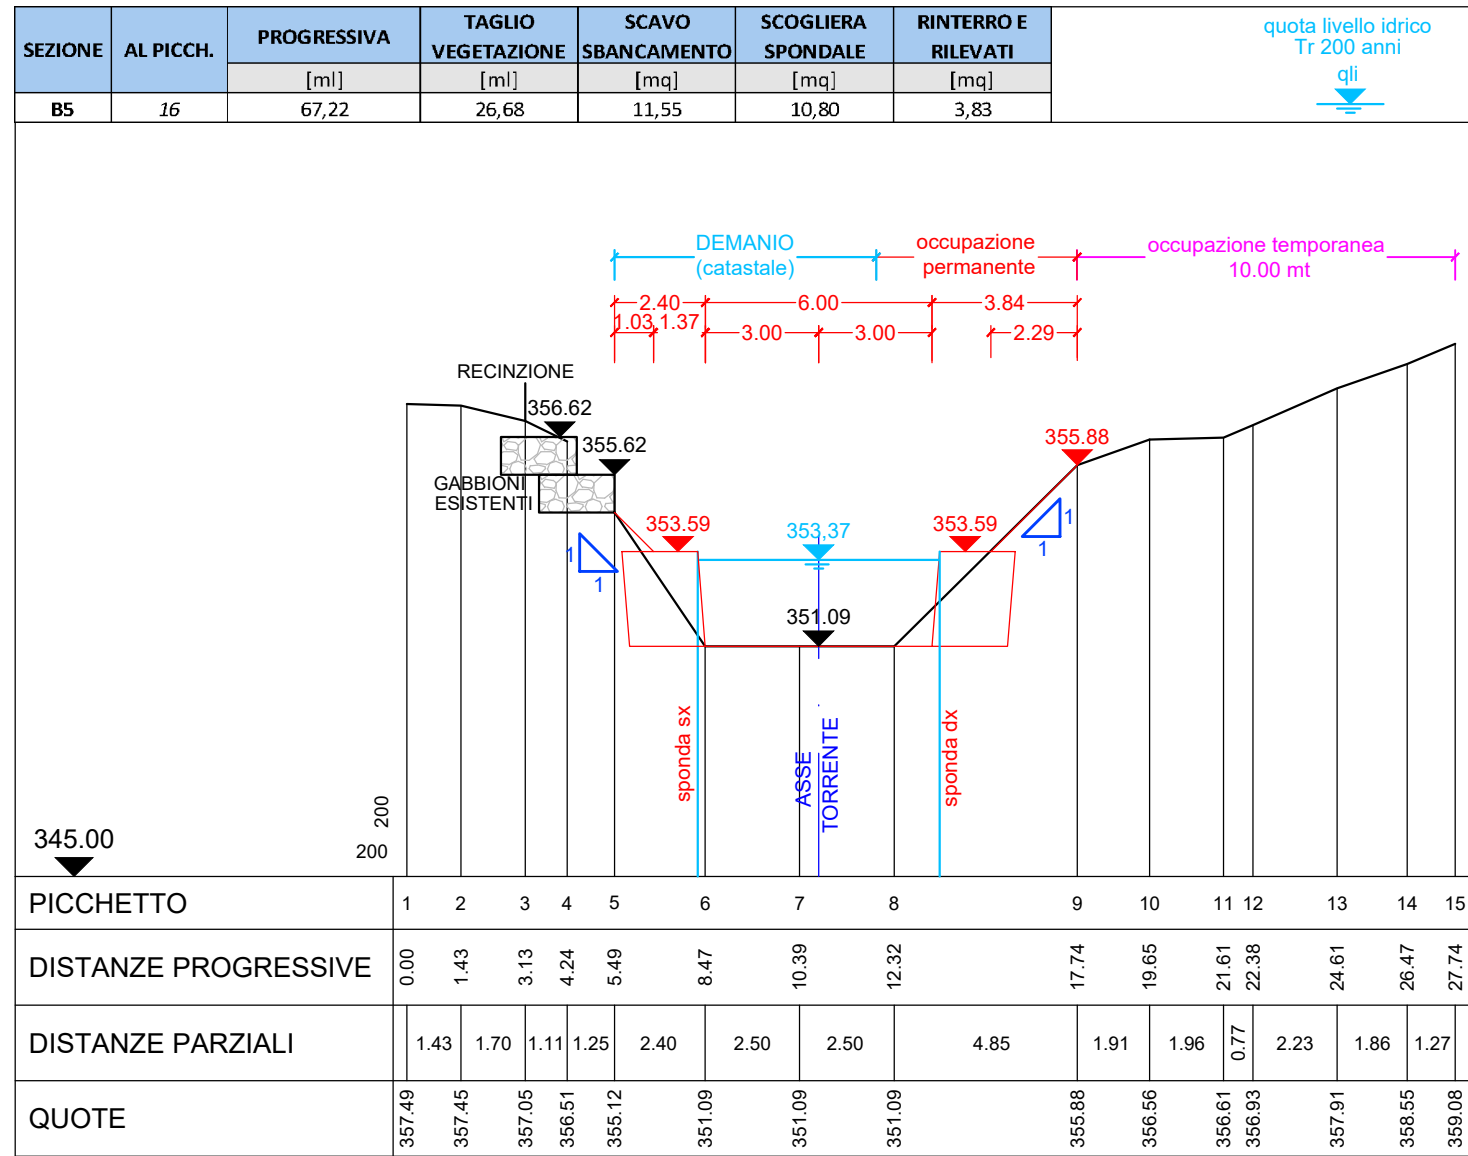 SEZIONE AL PICCH. PROGRESSIVA TAGLIO VEGETAZIONE SCAVO SBANCAMENTO SCOGLIERA SPONDALE RINTERRO E RILEVATI
[ml] [ml] [mq] [mq] [mq]
B5 16 67,22 26,68 11,55 10,80 3,83
quota livello idrico
Tr 200 anni
qli
DEMANIO
(catastale)
occupazione
permanente
occupazione temporanea
10.00 mt
2.40 6.00 3.84
1.03 1.37 3.00 3.00 2.29
RECINZIONE
356.62
355.62
355.88
GABBIONI
ESISTENTI
353.59
353,37
353.59
1
1
1
1
351.09
sponda sx
ASSE
TORRENTE
sponda dx
200
200
345.00
PICCHETTO 1 2 3 4 5 6 7 8 9 10 11 12 13 14 15
DISTANZE PROGRESSIVE 0.00 1.43 3.13 4.24 5.49 8.47 10.39 12.32 17.74 19.65 21.61 22.38 24.61 26.47 27.74
DISTANZE PARZIALI 1.43 1.70 1.11 1.25 2.40 2.50 2.50 4.85 1.91 1.96 0.77 2.23 1.86 1.27
QUOTE 357.49 357.45 357.05 356.51 355.12 351.09 351.09 351.09 355.88 356.56 356.61 356.93 357.91 358.55 359.08